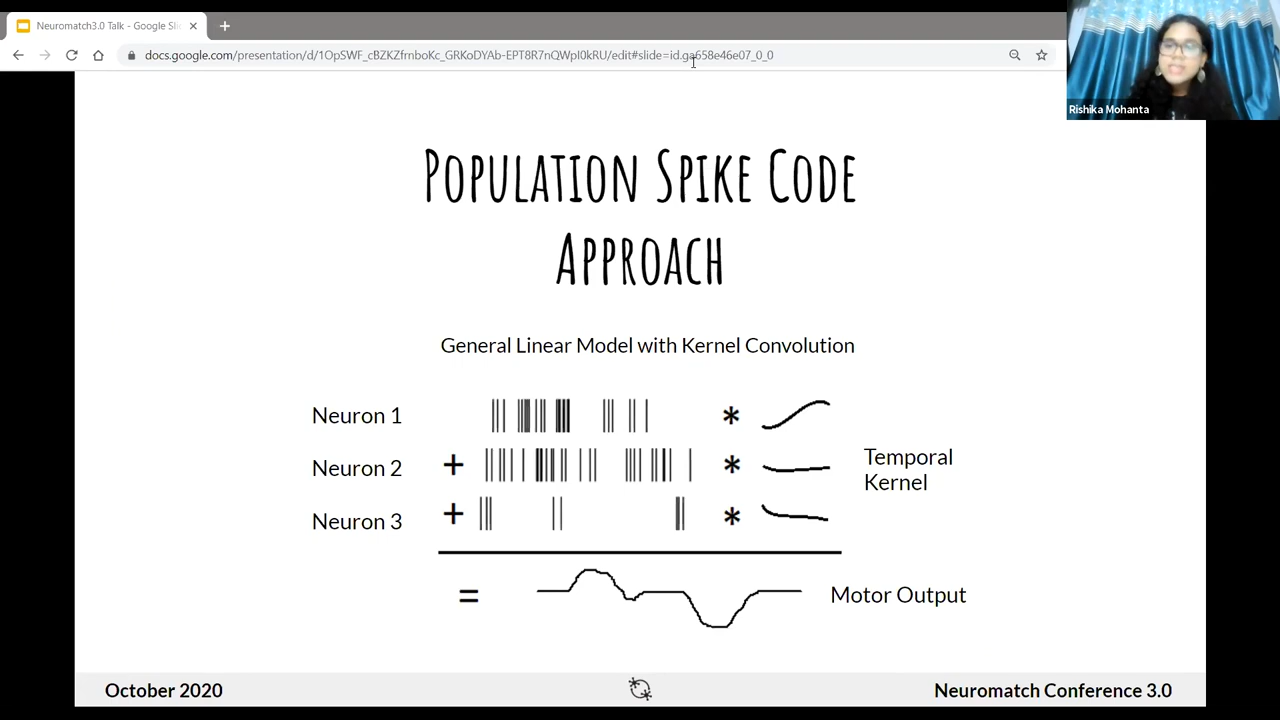 Neuromatch3.0 Talk - Google Sli
docs.google.com/presentation/d/1OpSWF_cBZKZfrnboKc_GRKqDYAb-EPT8R7nQWpI0kRU/edit#slide=id.ga658e46e07_0_0
Rishika Mohanta
POPULATION SPIKE CODE
APPROACH
General Linear Model with Kernel Convolution
Neuron 1 *
Neuron 2 + *
Neuron 3 + *
Temporal
Kernel
= Motor Output
October 2020
Neuromatch Conference 3.0